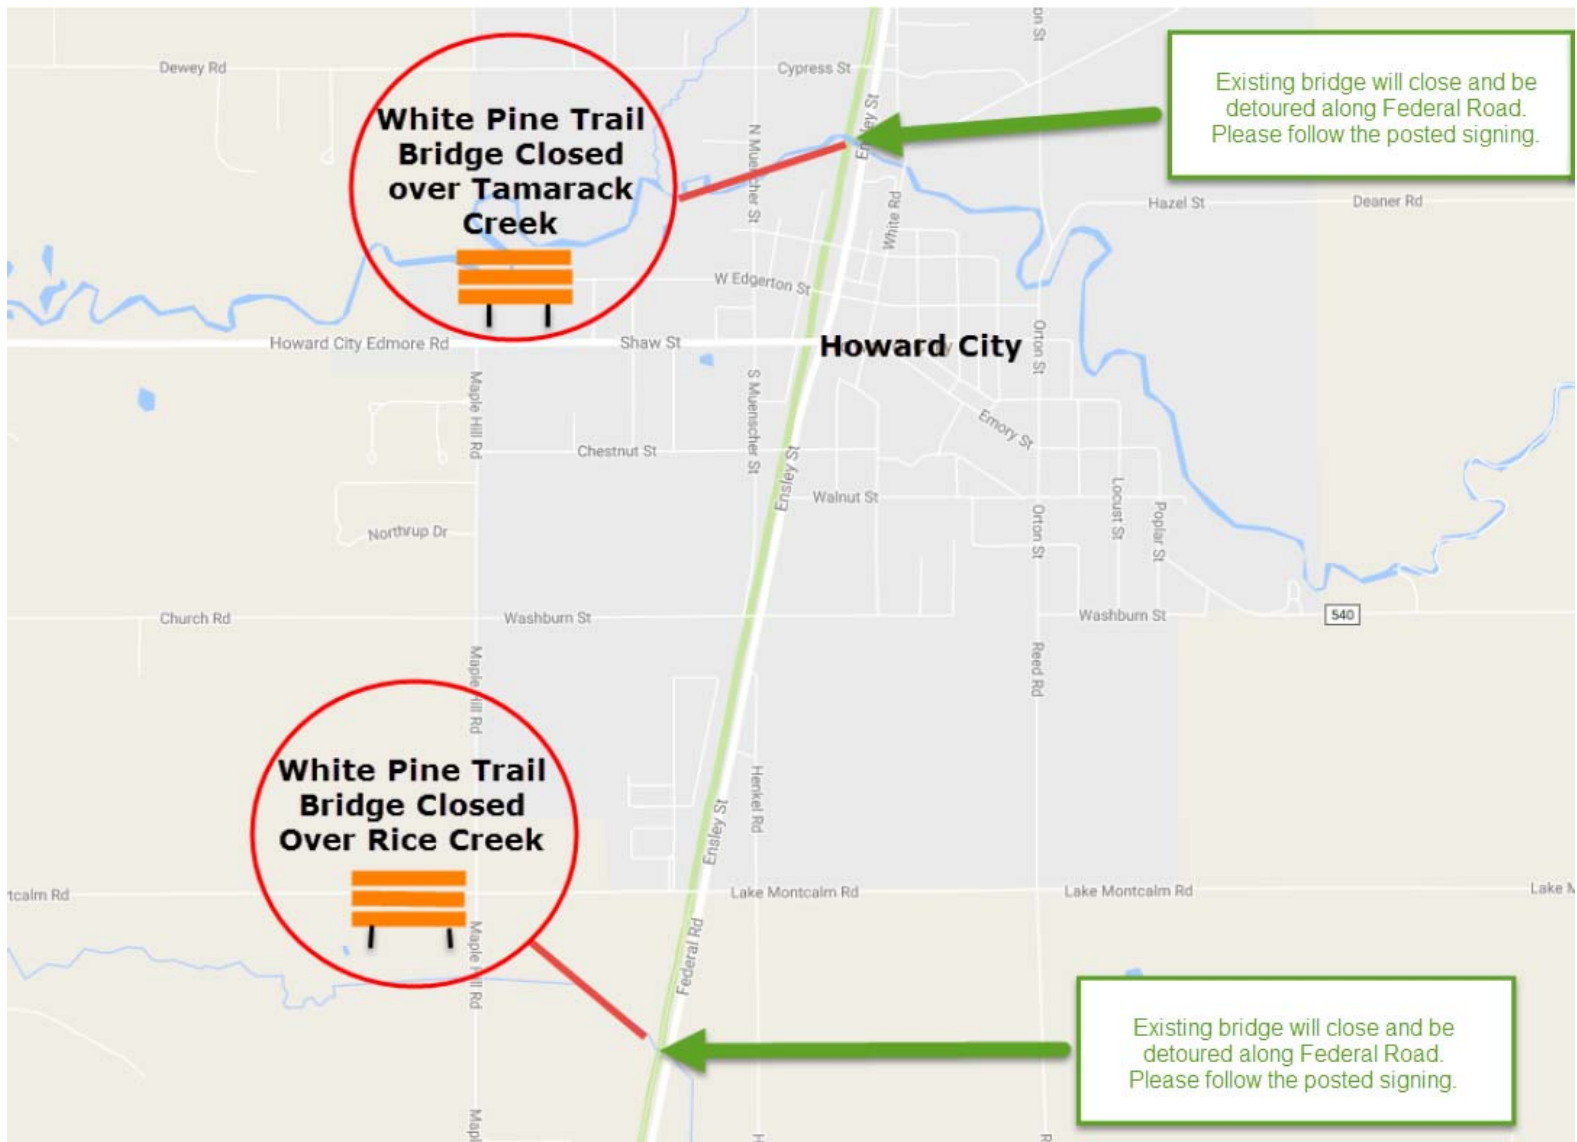 Dewey Rd
Cypress St
on St
Existing bridge will close and be
detoured along Federal Road.
Please follow the posted signing.
White Pine Trail
Bridge Closed
over Tamarack
Creek
N Muenscher St
Ensley St
White Rd
Hazel St
Deaner Rd
W Edgerton St
Howard City Edmore Rd
Shaw St
Howard City
Orton St
Maple Hill Rd
S Muenscher St
Emory St
Chestnut St
Ensley St
Walnut St
Locust St
Poplar St
Orton St
Northrup Dr
Church Rd
Washburn St
Washburn St
540
Maple Hill Rd
Reed Rd
White Pine Trail
Bridge Closed
Over Rice Creek
Henkel Rd
Ensley St
tcalm Rd
Lake Montcalm Rd
Lake Montcalm Rd
Lake M
Maple Hill Rd
Federal Rd
Existing bridge will close and be
detoured along Federal Road.
Please follow the posted signing.
Mapl
H
R